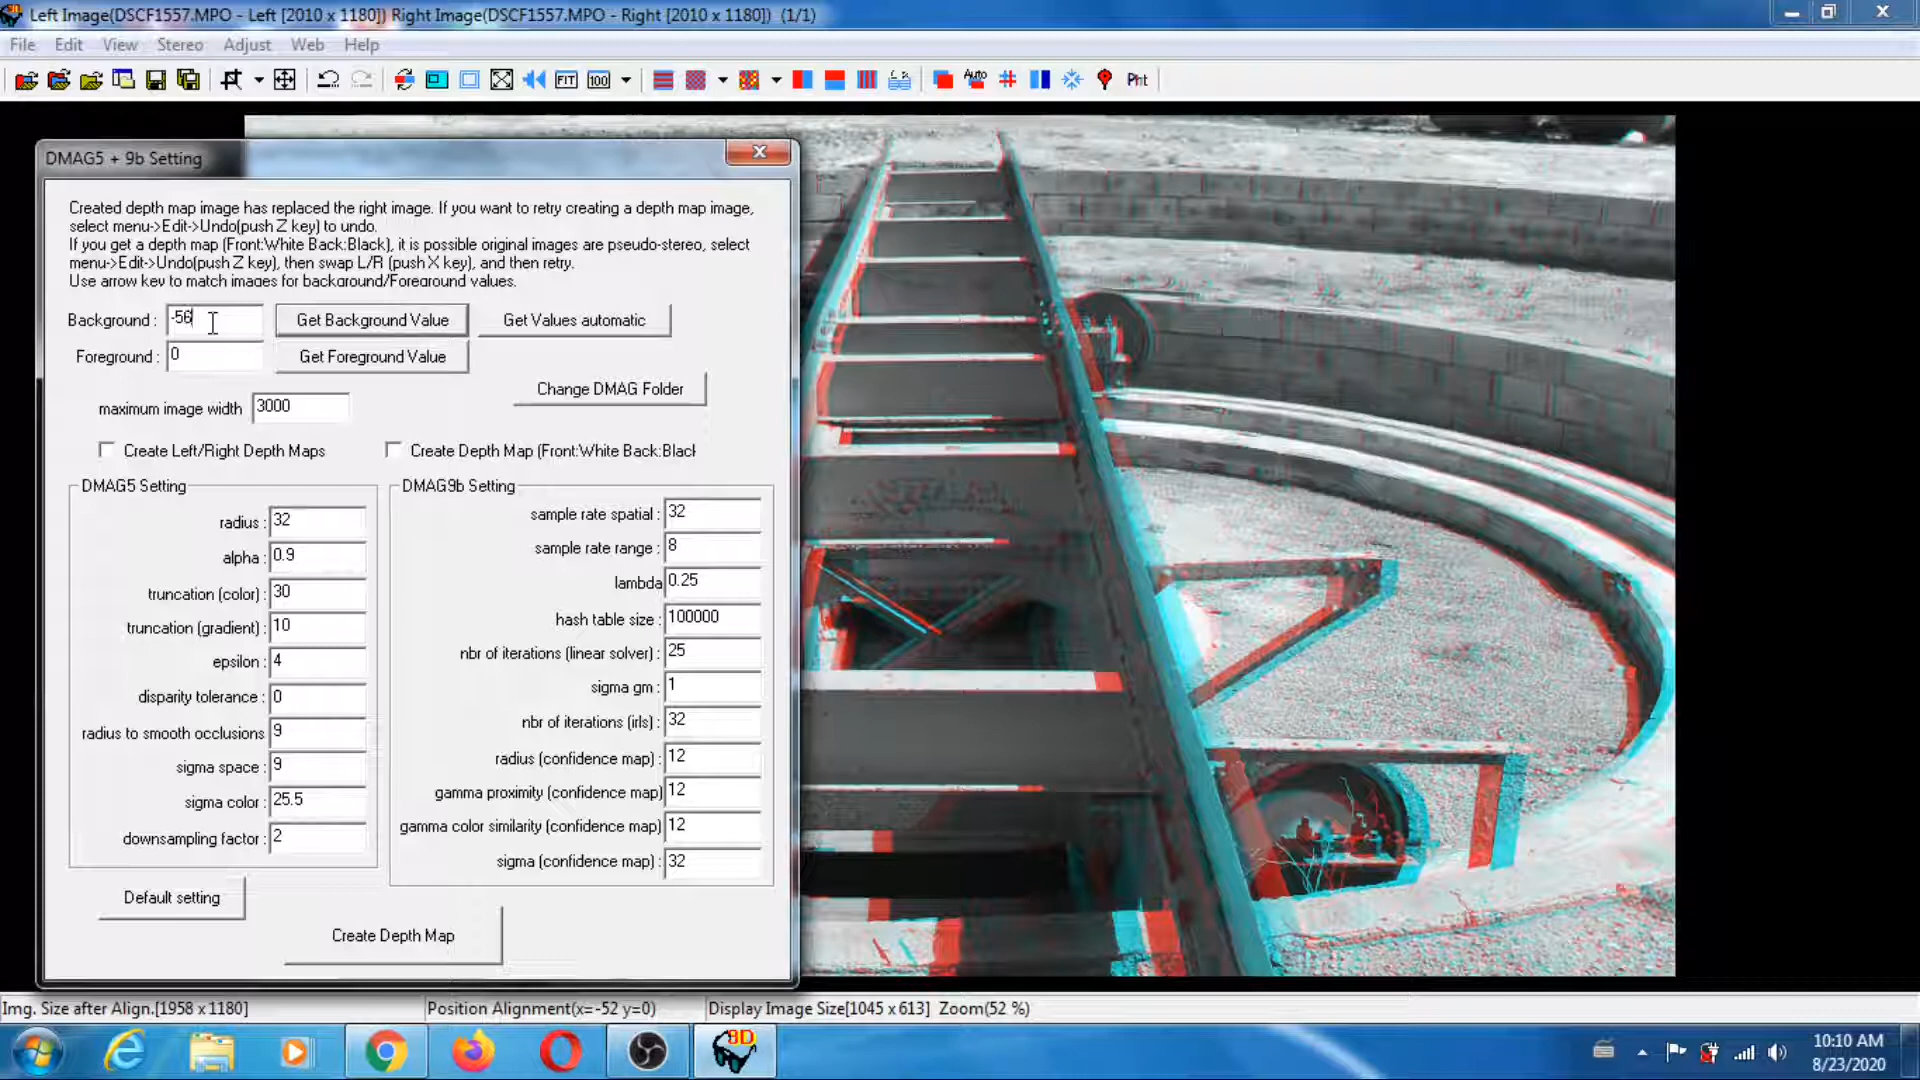 Left Image(DSCF1557.MPO - Left [2010 x 1180]) Right Image(DSCF1557.MPO - Right [2010 x 1180])  (1/1)
File Edit View Stereo Adjust Web Help
FIT 100 Auto Pht
DMAG5 + 9b Setting
Created depth map image has replaced the right image. If you want to retry creating a depth map image,
select menu->Edit->Undo(push Z key) to undo.
If you get a depth map (Front:White Back:Black), it is possible original images are pseudo-stereo, select
menu->Edit->Undo(push Z key), then swap L/R (push X key), and then retry.
Use arrow key to match images for background/Foreground values.
Background : -56 Get Background Value Get Values automatic
Foreground : 0 Get Foreground Value
Change DMAG Folder
maximum image width 3000
Create Left/Right Depth Maps Create Depth Map (Front:White Back:Black
DMAG5 Setting
radius : 32
alpha : 0.9
truncation (color) : 30
truncation (gradient) : 10
epsilon : 4
disparity tolerance : 0
radius to smooth occlusions 9
sigma space : 9
sigma color : 25.5
downsampling factor : 2
DMAG9b Setting
sample rate spatial : 32
sample rate range : 8
lambda 0.25
hash table size : 100000
nbr of iterations (linear solver) : 25
sigma gm : 1
nbr of iterations (irls) : 32
radius (confidence map) : 12
gamma proximity (confidence map) 12
gamma color similarity (confidence map) 12
sigma (confidence map) : 32
Default setting
Create Depth Map
Img. Size after Align.[1958 x 1180] Position Alignment(x=-52 y=0) Display Image Size[1045 x 613]  Zoom(52 %)
3D
10:10 AM
8/23/2020